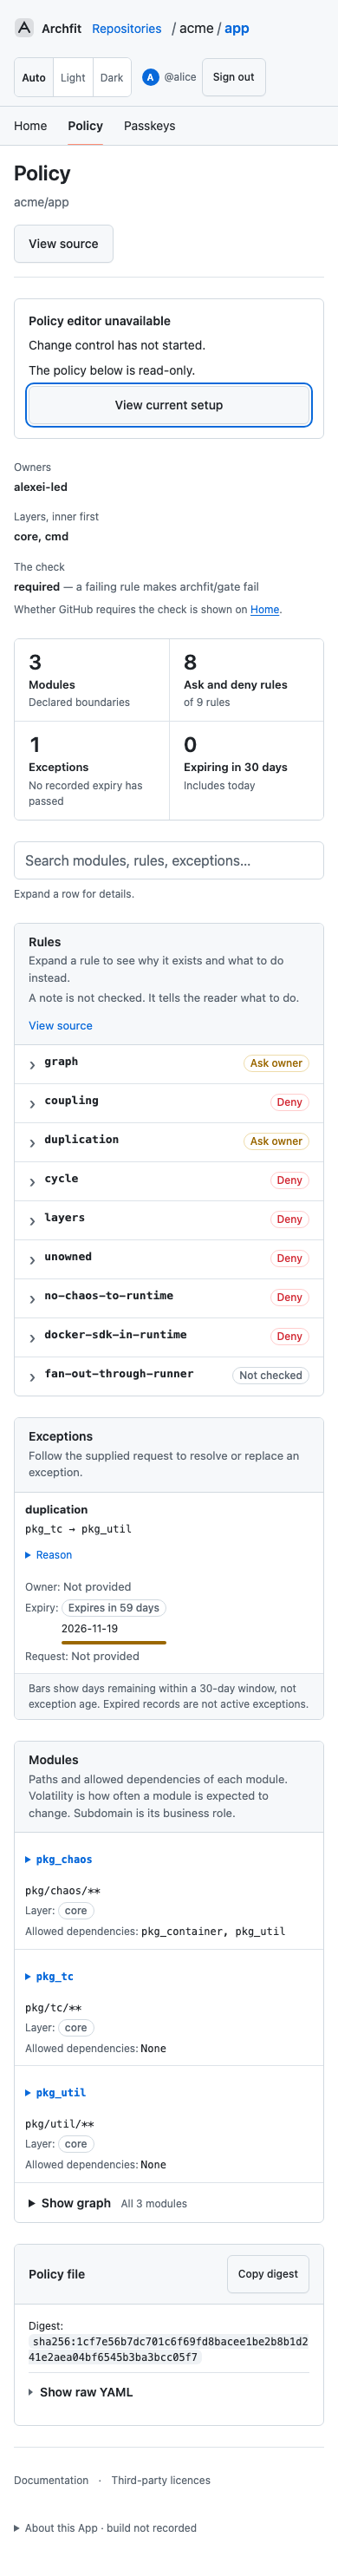 Archfit Repositories / acme / app
Auto Light Dark A @alice Sign out
Home Policy Passkeys
Policy
acme/app
View source
Policy editor unavailable
Change control has not started.
The policy below is read-only.
View current setup
Owners
alexei-led
Layers, inner first
core, cmd
The check
required — a failing rule makes archfit/gate fail
Whether GitHub requires the check is shown on Home.
3
Modules
Declared boundaries
8
Ask and deny rules
of 9 rules
1
Exceptions
No recorded expiry has
passed
0
Expiring in 30 days
Includes today
Search modules, rules, exceptions...
Expand a row for details.
Rules
Expand a rule to see why it exists and what to do
instead.
A note is not checked. It tells the reader what to do.
View source
graph Ask owner
coupling Deny
duplication Ask owner
cycle Deny
layers Deny
unowned Deny
no-chaos-to-runtime Deny
docker-sdk-in-runtime Deny
fan-out-through-runner Not checked
Exceptions
Follow the supplied request to resolve or replace an
exception.
duplication
pkg_tc → pkg_util
Reason
Owner: Not provided
Expiry: Expires in 59 days
2026-11-19
Request: Not provided
Bars show days remaining within a 30-day window, not
exception age. Expired records are not active exceptions.
Modules
Paths and allowed dependencies of each module.
Volatility is how often a module is expected to
change. Subdomain is its business role.
pkg_chaos
pkg/chaos/**
Layer: core
Allowed dependencies: pkg_container, pkg_util
pkg_tc
pkg/tc/**
Layer: core
Allowed dependencies: None
pkg_util
pkg/util/**
Layer: core
Allowed dependencies: None
Show graph All 3 modules
Policy file Copy digest
Digest:
sha256:1cf7e56b7dc701c6f69fd8bacee1be2b8b1d2
41e2aea04bf6545b3ba3bcc05f7
Show raw YAML
Documentation · Third-party licences
About this App · build not recorded